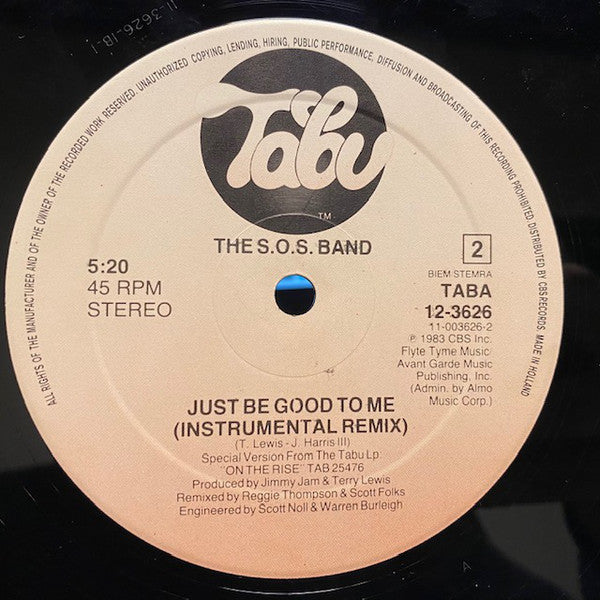 11-3626-1B-1
ALL RIGHTS OF THE MANUFACTURER AND OF THE OWNER OF THE RECORDED WORK RESERVED. UNAUTHORIZED COPYING, LENDING, HIRING, PUBLIC PERFORMANCE, DIFFUSION AND BROADCASTING OF THIS RECORDING PROHIBITED. DISTRIBUTED BY CBS RECORDS. MADE IN HOLLAND
Tabu
TM
THE S.O.S. BAND
2
BIEM STEMRA
5:20
45 RPM
STEREO
TABA
12-3626
11-003626-2
℗ 1983 CBS Inc.
Flyte Tyme Music/
Avant Garde Music
Publishing, Inc.
(Admin. by Almo
Music Corp.)
JUST BE GOOD TO ME
(INSTRUMENTAL REMIX)
(T. Lewis - J. Harris III)
Special Version From The Tabu Lp:
"ON THE RISE" TAB 25476
Produced by Jimmy Jam & Terry Lewis
Remixed by Reggie Thompson & Scott Folks
Engineered by Scott Noll & Warren Burleigh